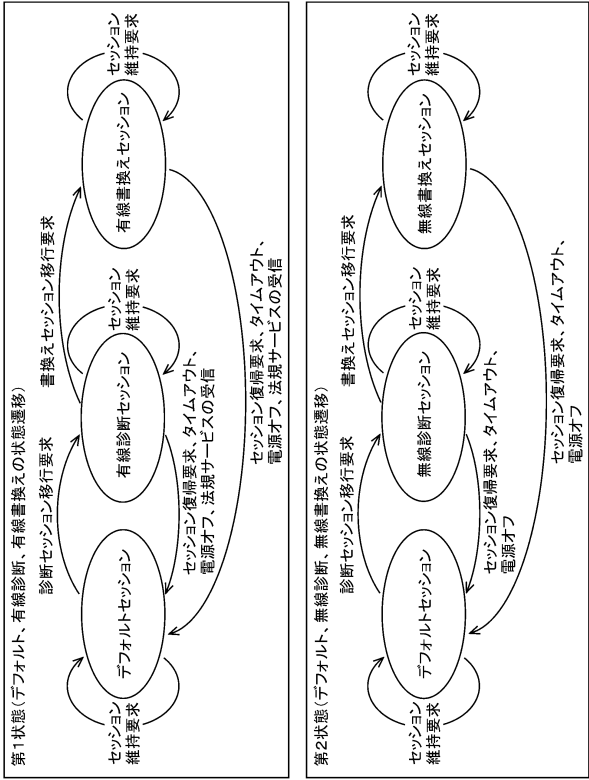 第1状態(デフォルト、有線診断、有線書換えの状態遷移)
診断セッション移行要求
書換えセッション移行要求
セッション
維持要求
デフォルトセッション
有線診断セッション
セッション
維持要求
有線書換えセッション
セッション
維持要求
セッション復帰要求、タイムアウト、
電源オフ、法規サービスの受信
セッション復帰要求、タイムアウト、
電源オフ、法規サービスの受信
第2状態(デフォルト、無線診断、無線書換えの状態遷移)
診断セッション移行要求
書換えセッション移行要求
セッション
維持要求
デフォルトセッション
無線診断セッション
セッション
維持要求
無線書換えセッション
セッション
維持要求
セッション復帰要求、タイムアウト、
電源オフ
セッション復帰要求、タイムアウト、
電源オフ